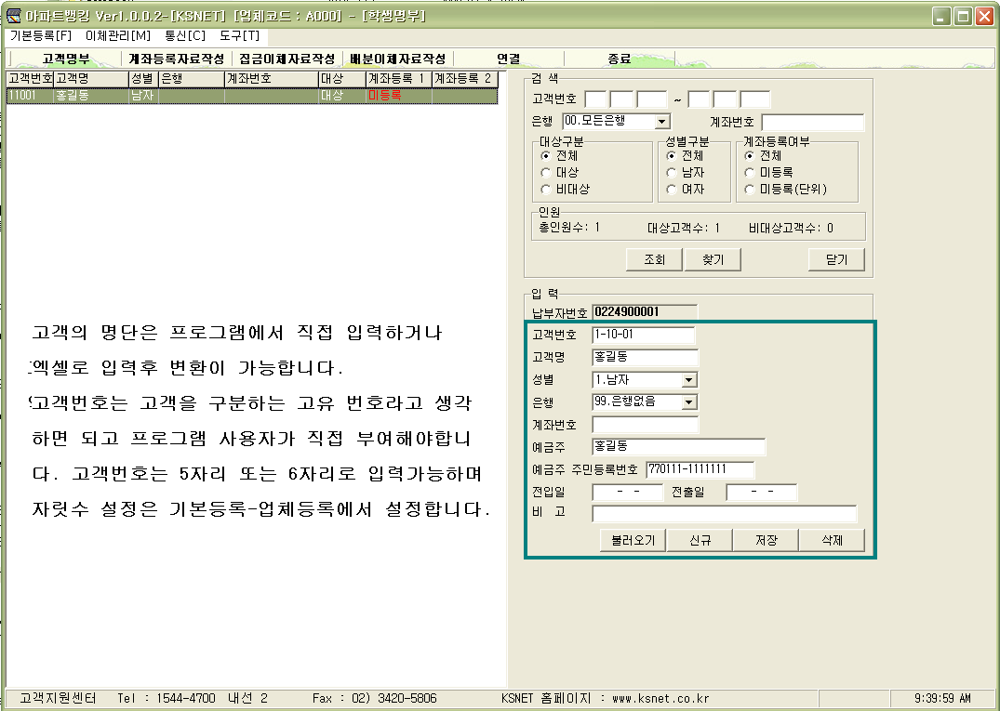 아파트뱅킹 Ver1.0.0.2-[KSNET] [업체코드 : A000] - [학생명부]
기본등록[F] 이체관리[M] 통신[C] 도구[T]
고객명부 계좌등록자료작성 집금이체자료작성 배분이체자료작성 연결 종료
고객번호 고객명 성별 은행 계좌번호 대상 계좌등록 1 계좌등록 2
11001 홍길동 남자 대상 미등록
고객의 명단은 프로그램에서 직접 입력하거나
엑셀로 입력후 변환이 가능합니다.
고객번호는 고객을 구분하는 고유 번호라고 생각
하면 되고 프로그램 사용자가 직접 부여해야합니
다. 고객번호는 5자리 또는 6자리로 입력가능하며
자릿수 설정은 기본등록-업체등록에서 설정합니다.
검 색
고객번호 ~
은행 00.모든은행 계좌번호
대상구분 성별구분 계좌등록여부
전체 전체 전체
대상 남자 미등록
비대상 여자 미등록(단위)
인원
총인원수: 1 대상고객수: 1 비대상고객수: 0
조회 찾기 닫기
입 력
납부자번호 0224900001
고객번호 1-10-01
고객명 홍길동
성별 1.남자
은행 99.은행없음
계좌번호
예금주 홍길동
예금주 주민등록번호 770111-1111111
전입일 - - 전출일 - -
비 고
불러오기 신규 저장 삭제
고객지원센터 Tel : 1544-4700 내선 2 Fax : 02) 3420-5806 KSNET 홈페이지 : www.ksnet.co.kr 9:39:59 AM